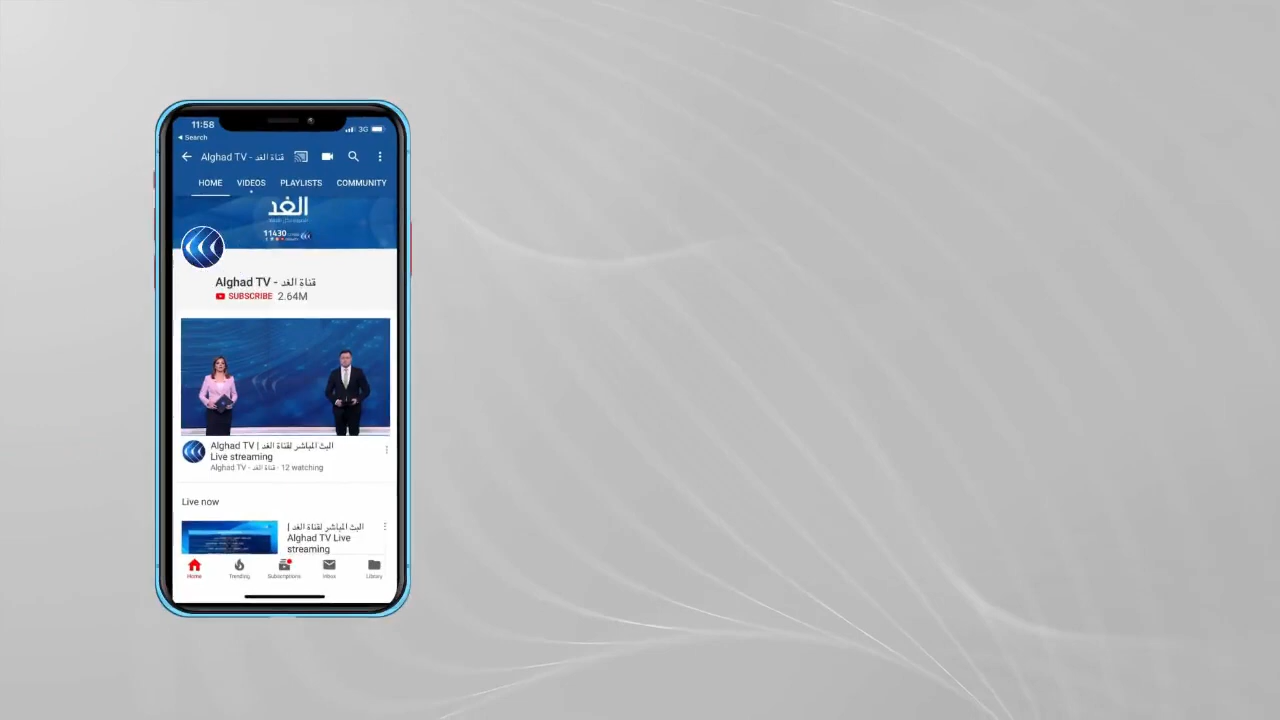 11:58
3G
Search
Alghad TV - قناة الغد
HOME VIDEOS PLAYLISTS COMMUNITY
الغد
11430
Alghad TV - قناة الغد
SUBSCRIBE 2.64M
Alghad TV | البث المباشر لقناة الغد
Live streaming
Alghad TV - قناة الغد · 12 watching
Live now
البث المباشر لقناة الغد |
Alghad TV Live
streaming
Home Trending Subscriptions Inbox Library